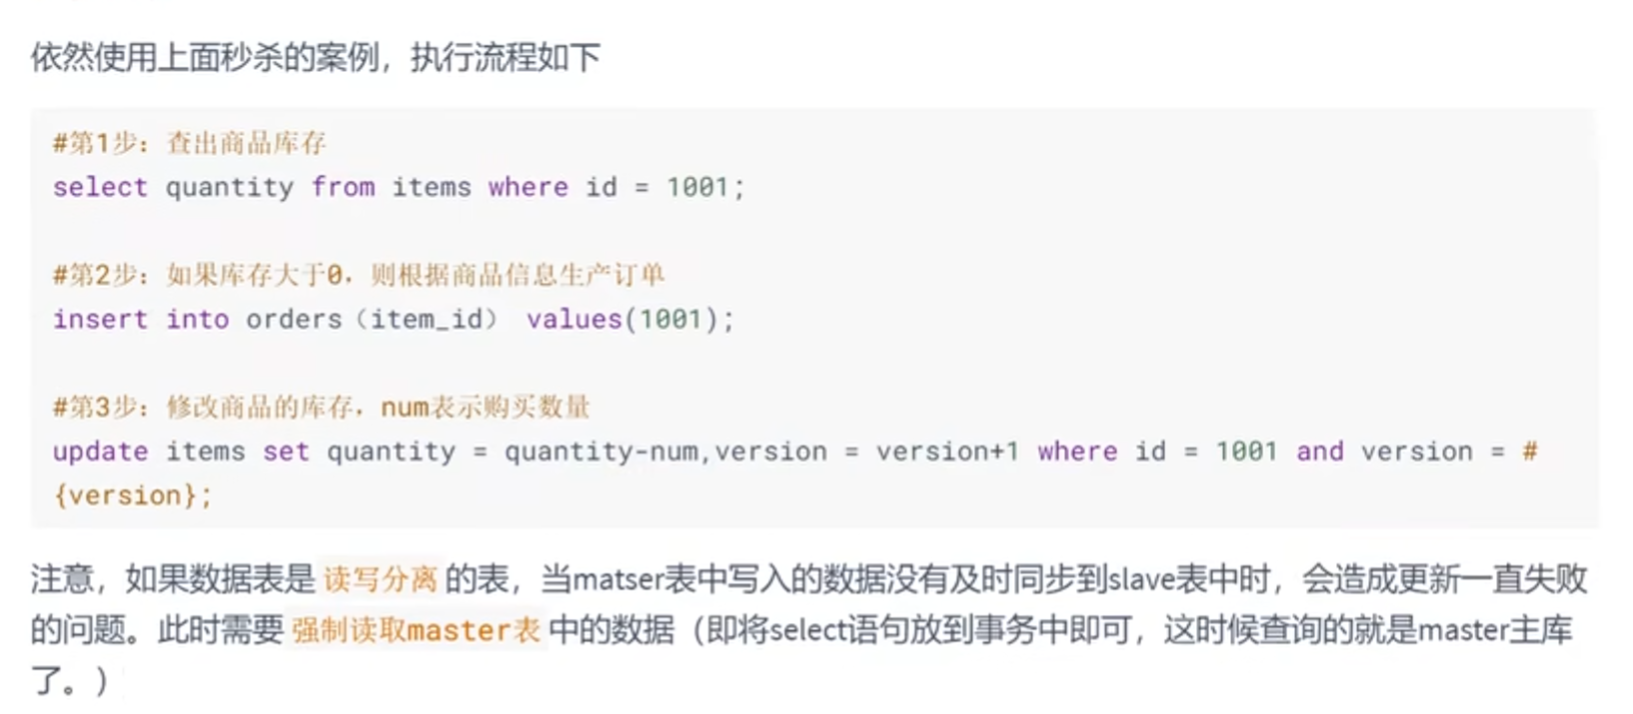 依然使用上面秒杀的案例，执行流程如下
#第1步：查出商品库存
select quantity from items where id = 1001;
#第2步：如果库存大于0，则根据商品信息生产订单
insert into orders（item_id） values(1001);
#第3步：修改商品的库存，num表示购买数量
update items set quantity = quantity-num,version = version+1 where id = 1001 and version = #
{version};
注意，如果数据表是 读写分离 的表，当matser表中写入的数据没有及时同步到slave表中时，会造成更新一直失败
的问题。此时需要 强制读取master表 中的数据（即将select语句放到事务中即可，这时候查询的就是master主库
了。）